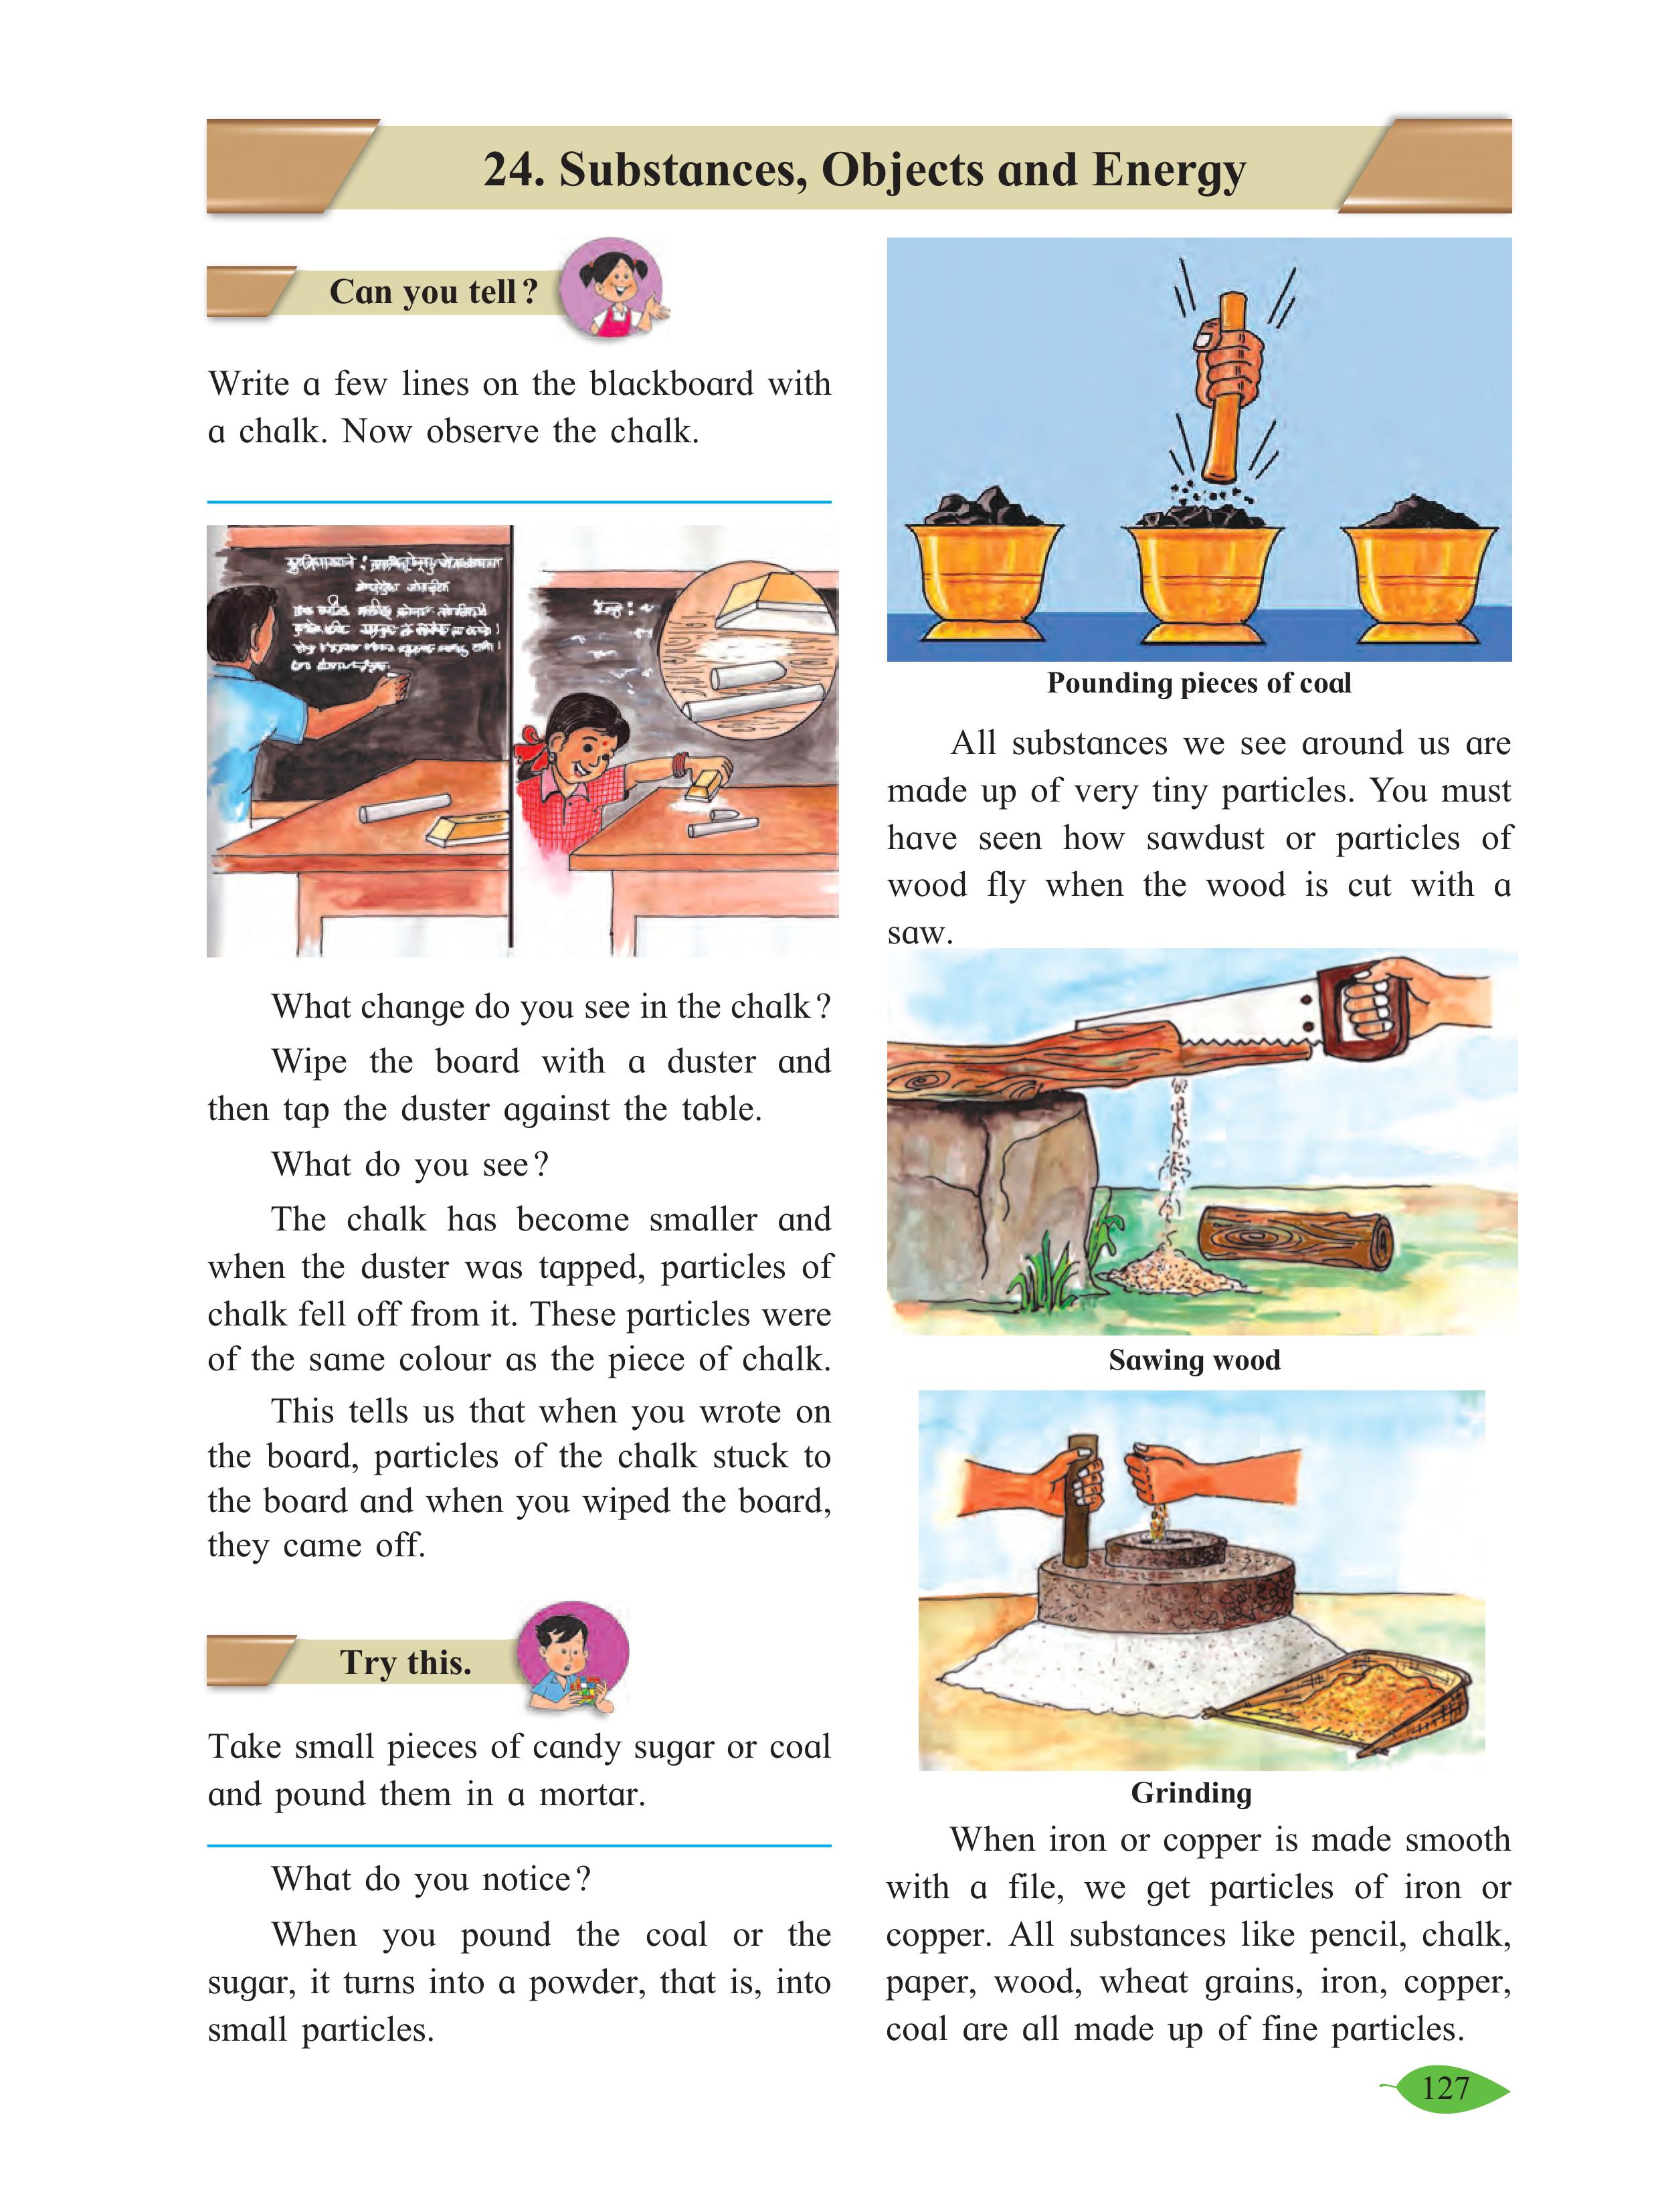 24. Substances, Objects and Energy
Can you tell?
Write a few lines on the blackboard with
a chalk. Now observe the chalk.
What change do you see in the chalk?
Wipe the board with a duster and
then tap the duster against the table.
What do you see?
The chalk has become smaller and
when the duster was tapped, particles of
chalk fell off from it. These particles were
of the same colour as the piece of chalk.
This tells us that when you wrote on
the board, particles of the chalk stuck to
the board and when you wiped the board,
they came off.
Try this.
Take small pieces of candy sugar or coal
and pound them in a mortar.
What do you notice?
When you pound the coal or the
sugar, it turns into a powder, that is, into
small particles.
Pounding pieces of coal
All substances we see around us are
made up of very tiny particles. You must
have seen how sawdust or particles of
wood fly when the wood is cut with a
saw.
Sawing wood
Grinding
When iron or copper is made smooth
with a file, we get particles of iron or
copper. All substances like pencil, chalk,
paper, wood, wheat grains, iron, copper,
coal are all made up of fine particles.
127